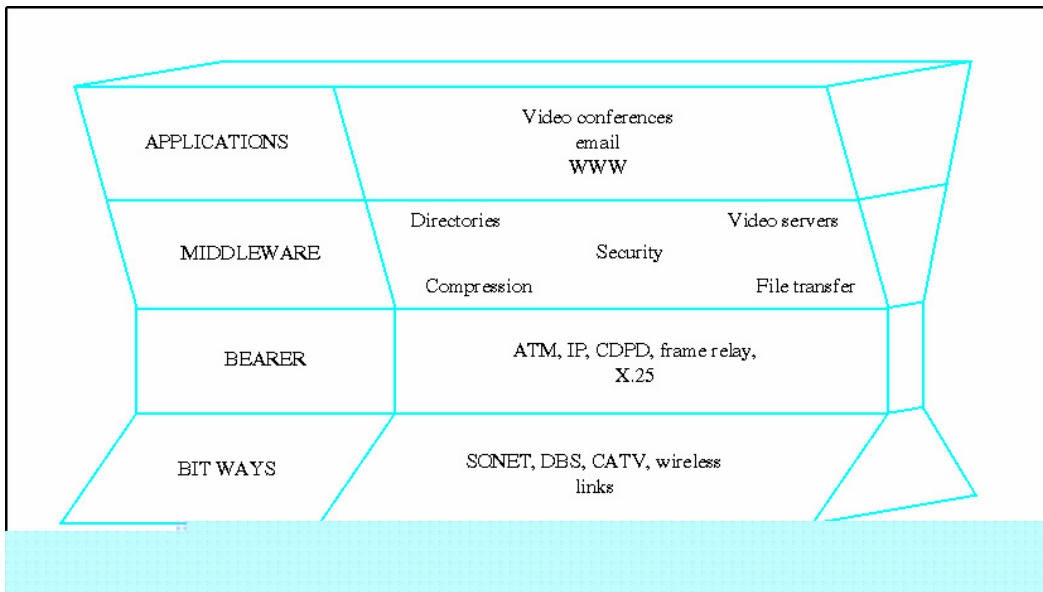 APPLICATIONS
Video conferences
email
WWW
MIDDLEWARE
Directories
Video servers
Security
Compression
File transfer
BEARER
ATM, IP, CDPD, frame relay,
X.25
BIT WAYS
SONET, DBS, CATV, wireless
links